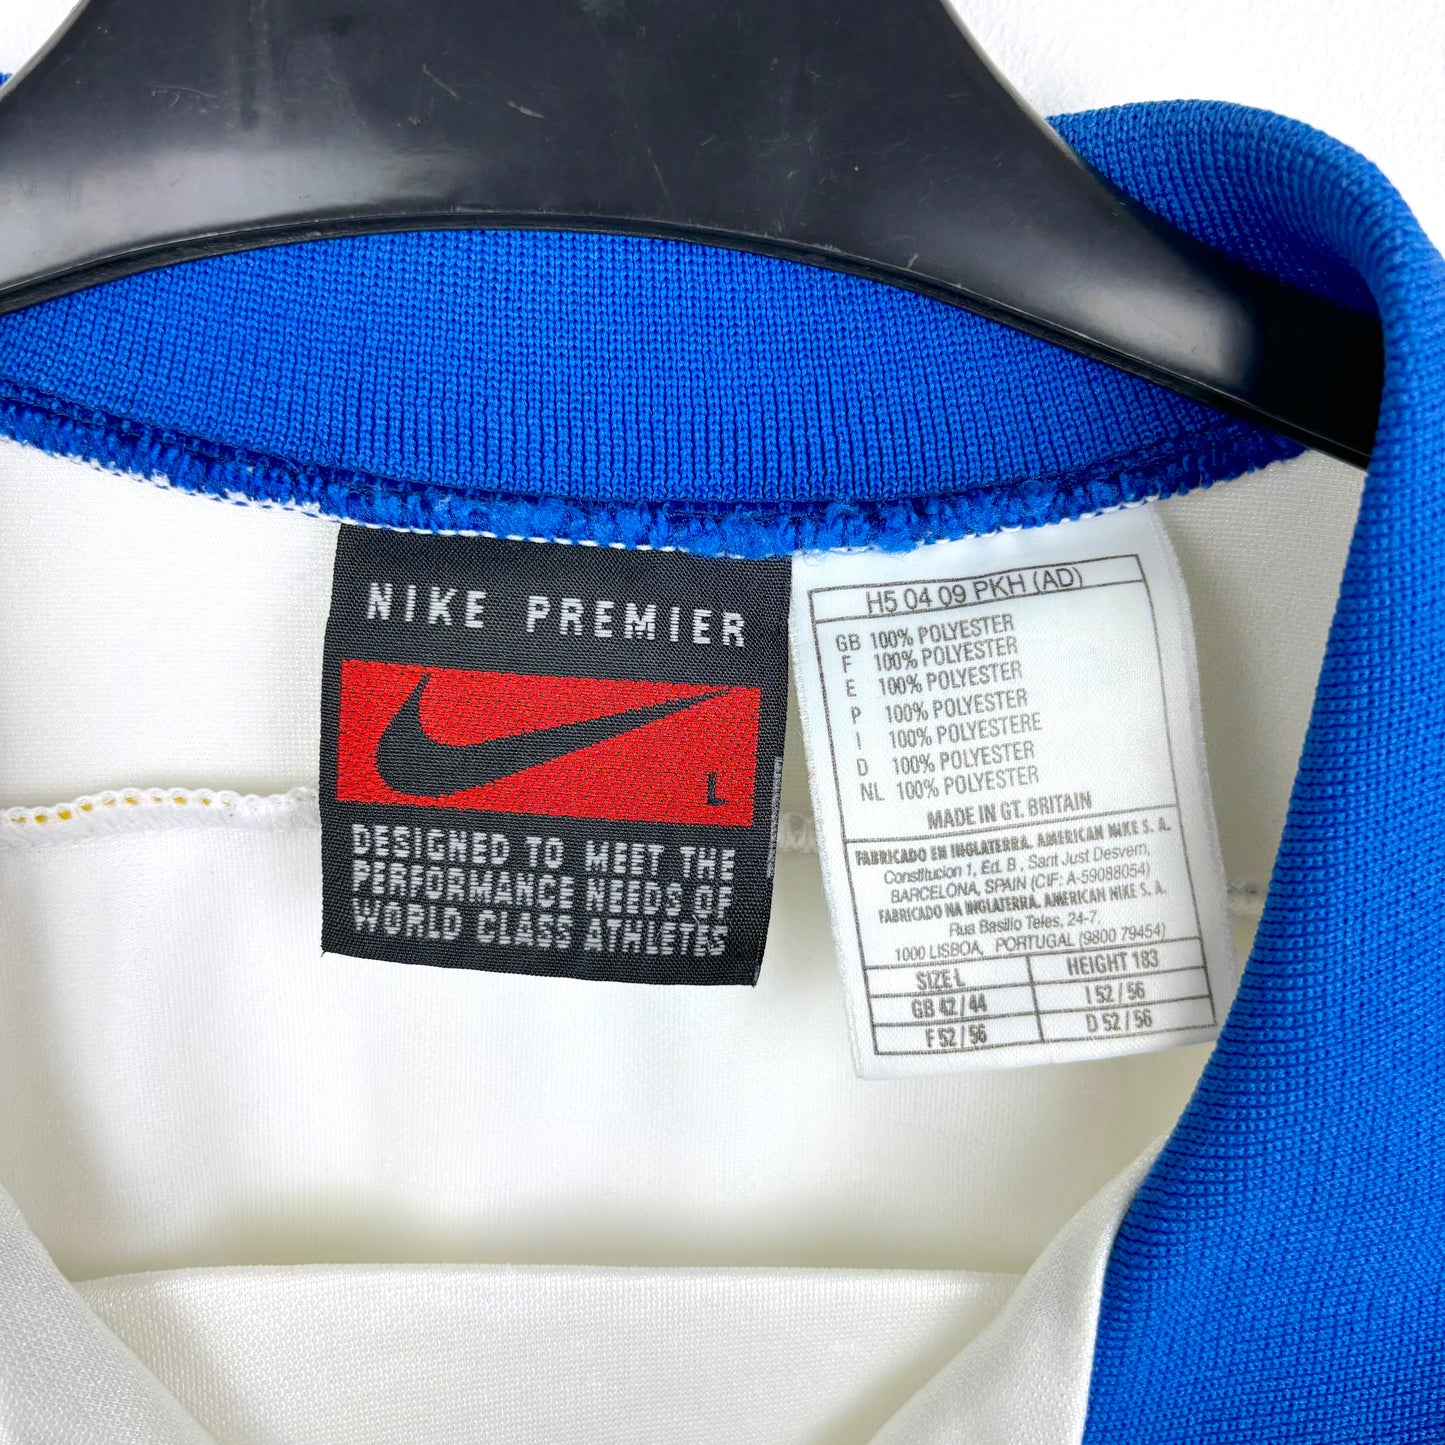 NIKE PREMIER
L
DESIGNED TO MEET THE
PERFORMANCE NEEDS OF
WORLD CLASS ATHLETES
H5 04 09 PKH (AD)
GB 100% POLYESTER
F 100% POLYESTER
E 100% POLYESTER
P 100% POLYESTER
I 100% POLYESTERE
D 100% POLYESTER
NL 100% POLYESTER
MADE IN GT. BRITAIN
FABRICADO EN INGLATERRA. AMERICAN NIKE S. A.
Constitucion 1, Ed. B , Sant Just Desvern,
BARCELONA, SPAIN (CIF: A-59088054)
FABRICADO NA INGLATERRA. AMERICAN NIKE S. A.
Rua Basilio Teles, 24-7,
1000 LISBOA, PORTUGAL (9800 79454)
SIZE L HEIGHT 183
GB 42 / 44 I 52 / 56
F 52 / 56 D 52 / 56